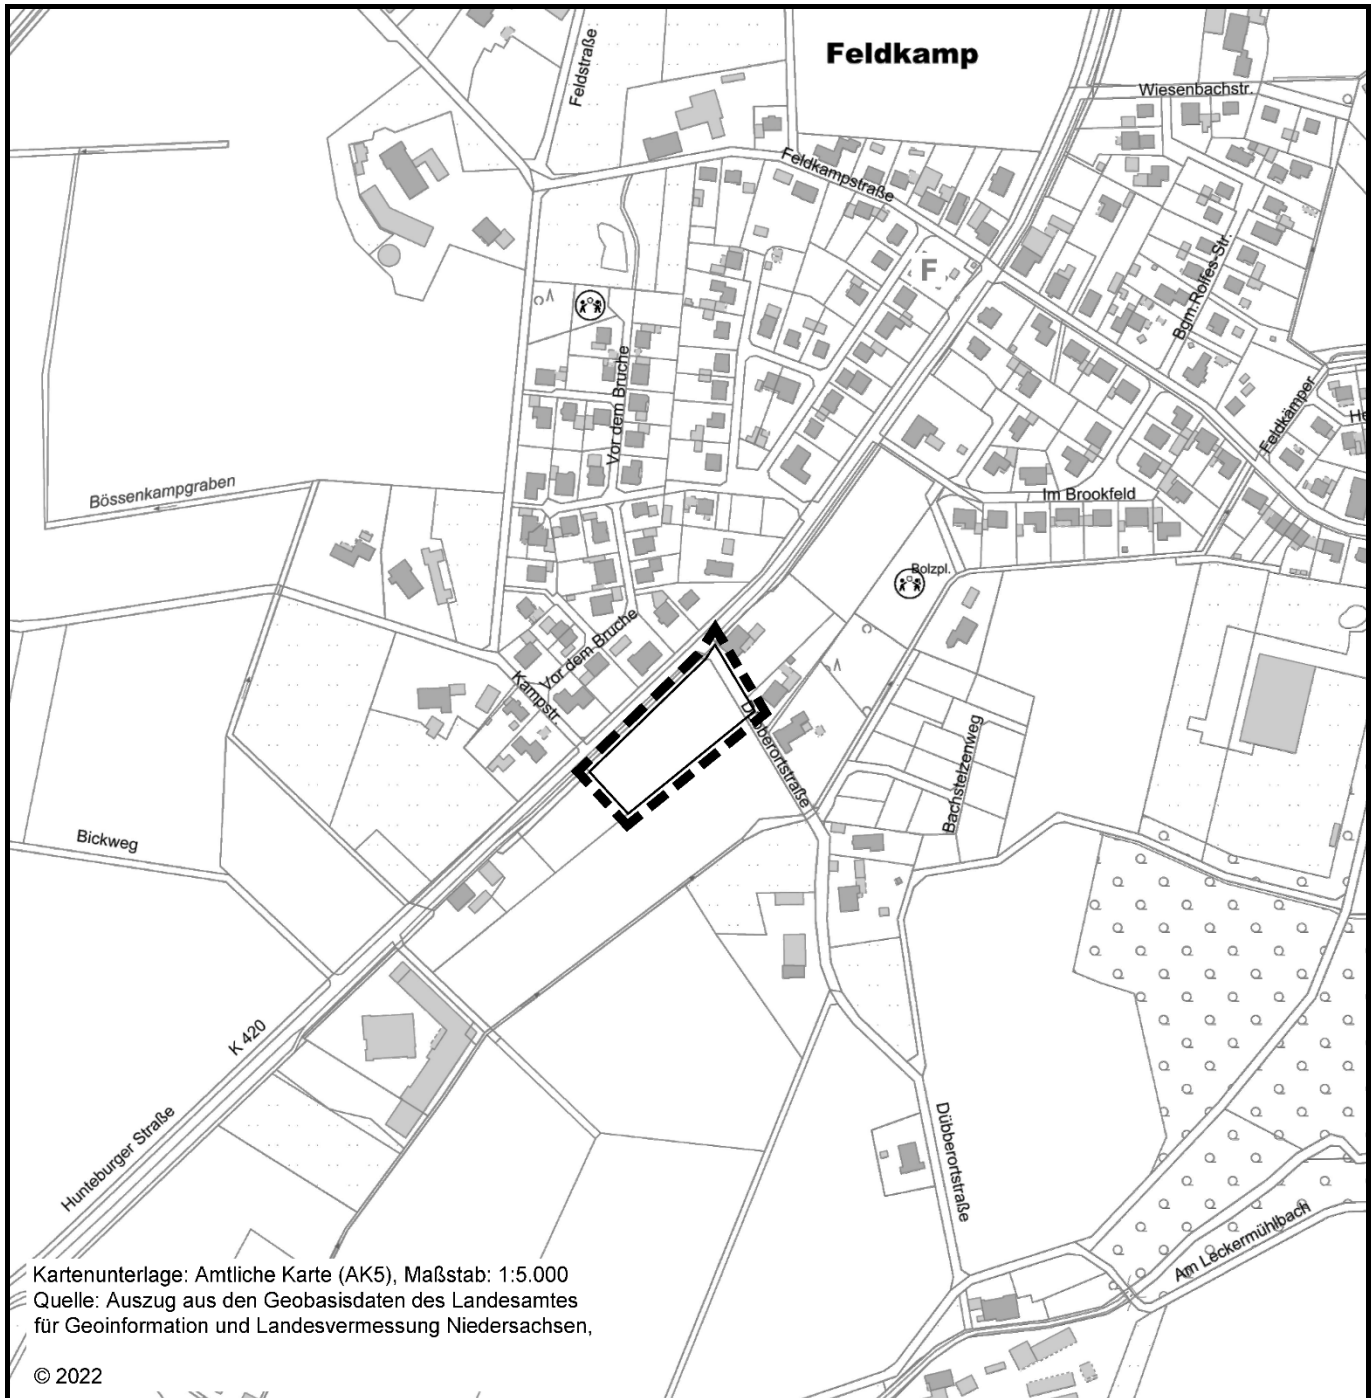 Feldkamp
Feldstraße
Wiesenbachstr.
Feldkampstraße
F
Bgm.Rolfes-Str.
Vor dem Bruche
Feldkämper
He
Bössenkampgraben
Im Brookfeld
Bolzpl.
Vor dem Bruche
Kampstr.
Dübberortstraße
Bachstelzenweg
Bickweg
K 420
Hunteburger Straße
Dübberortstraße
Am Leckermühlbach
Kartenunterlage: Amtliche Karte (AK5), Maßstab: 1:5.000
Quelle: Auszug aus den Geobasisdaten des Landesamtes
für Geoinformation und Landesvermessung Niedersachsen,
© 2022